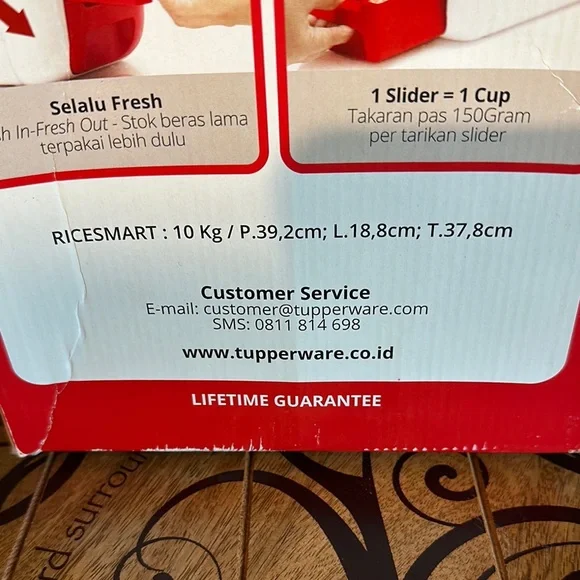 Selalu Fresh
In-Fresh Out - Stok beras lama
terpakai lebih dulu
1 Slider = 1 Cup
Takaran pas 150Gram
per tarikan slider
RICESMART : 10 Kg / P.39,2cm; L.18,8cm; T.37,8cm
Customer Service
E-mail: customer@tupperware.com
SMS: 0811 814 698
www.tupperware.co.id
LIFETIME GUARANTEE